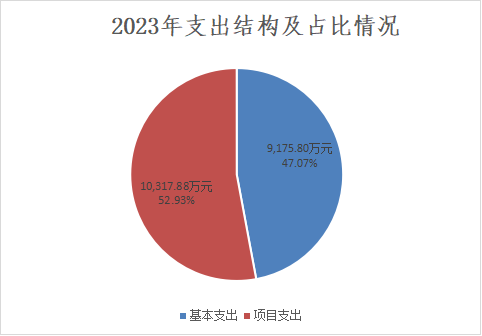 2023年支出结构及占比情况
9,175.80万元
47.07%
10,317.88万元
52.93%
基本支出 项目支出